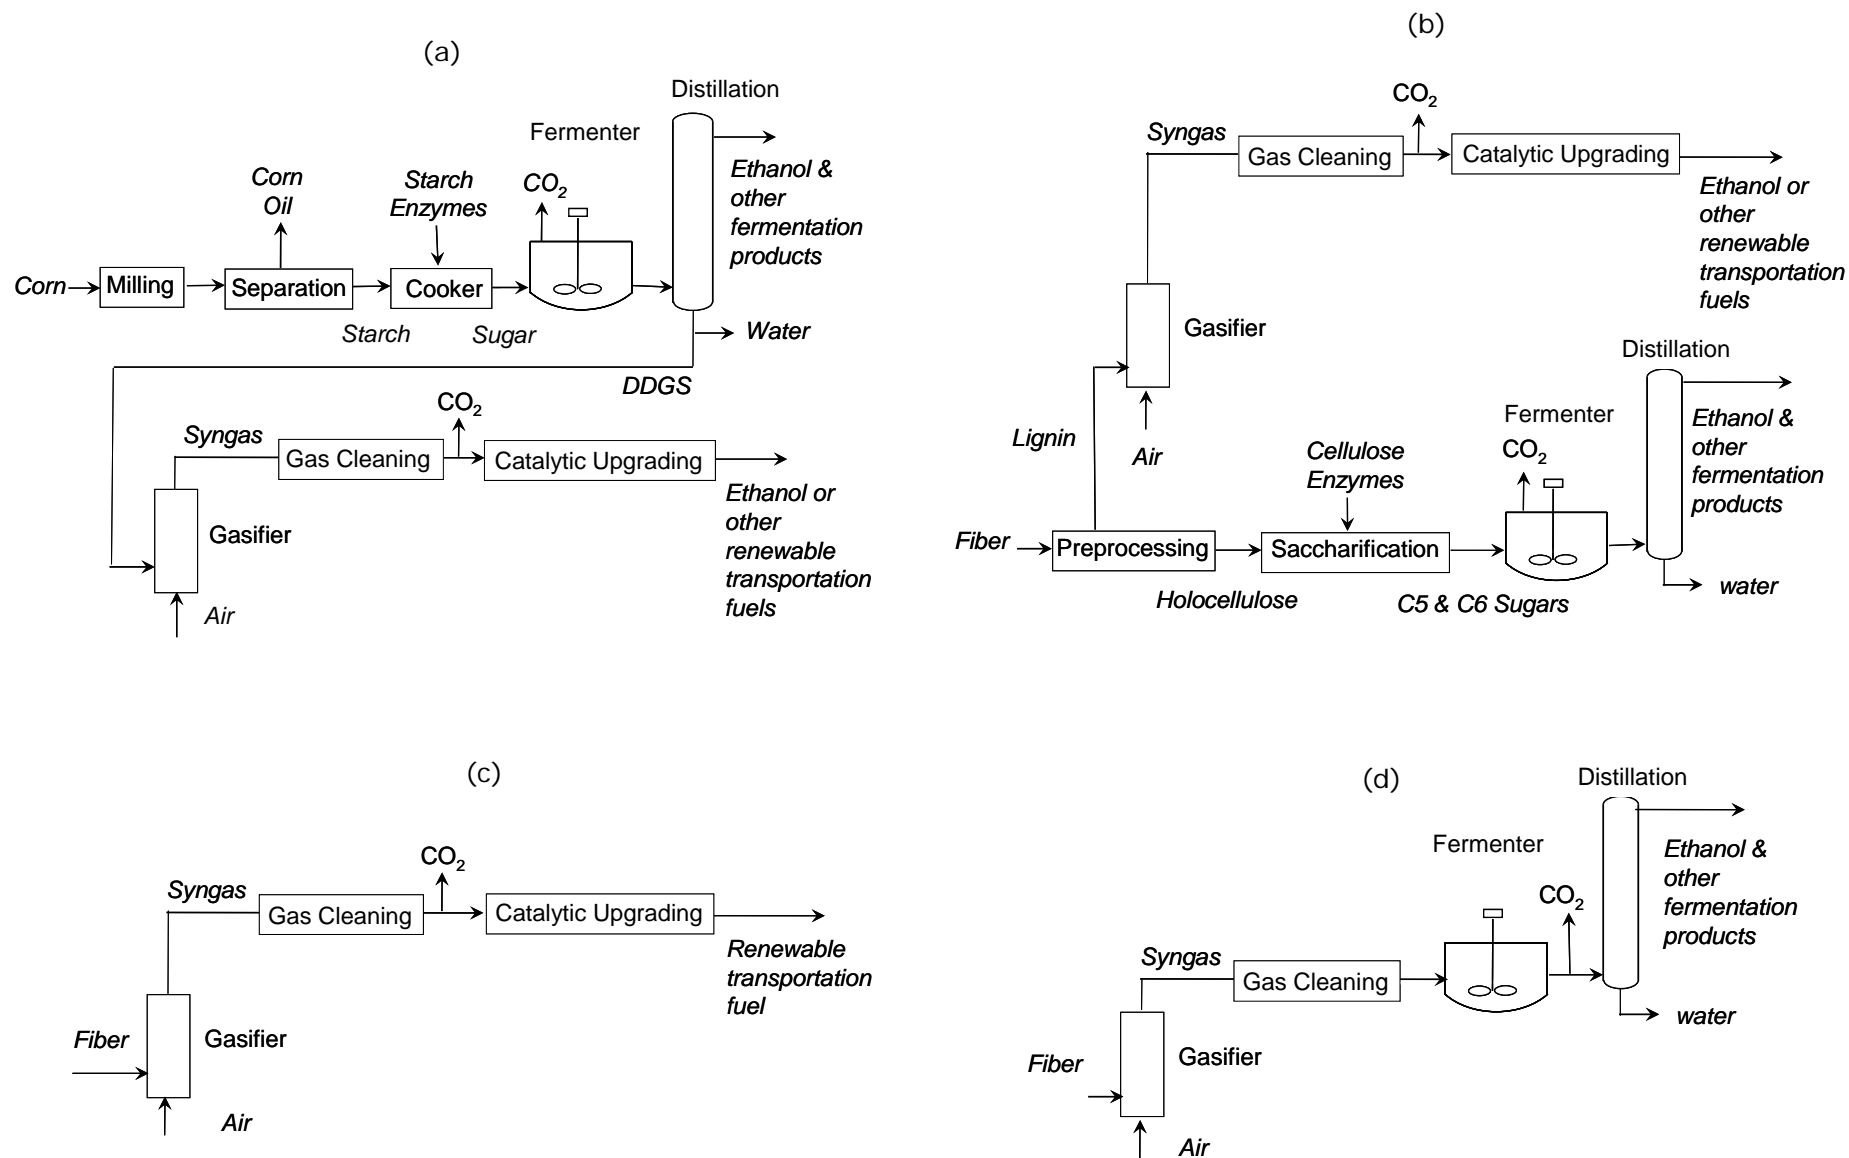 (a)
Distillation
Fermenter
Ethanol &
other
fermentation
products
Corn
Oil
Starch
Enzymes
CO2
Corn
Milling
Separation
Cooker
Starch
Sugar
Water
DDGS
CO2
Syngas
Gas Cleaning
Catalytic Upgrading
Gasifier
Ethanol or
other
renewable
transportation
fuels
Air
(b)
CO2
Syngas
Gas Cleaning
Catalytic Upgrading
Ethanol or
other
renewable
transportation
fuels
Gasifier
Distillation
Lignin
Air
Fermenter
Cellulose
Enzymes
CO2
Ethanol &
other
fermentation
products
Fiber
Preprocessing
Saccharification
Holocellulose
C5 & C6 Sugars
water
(c)
CO2
Syngas
Gas Cleaning
Catalytic Upgrading
Renewable
transportation
fuel
Fiber
Gasifier
Air
(d)
Distillation
Fermenter
Ethanol &
other
fermentation
products
CO2
Syngas
Gas Cleaning
water
Fiber
Gasifier
Air